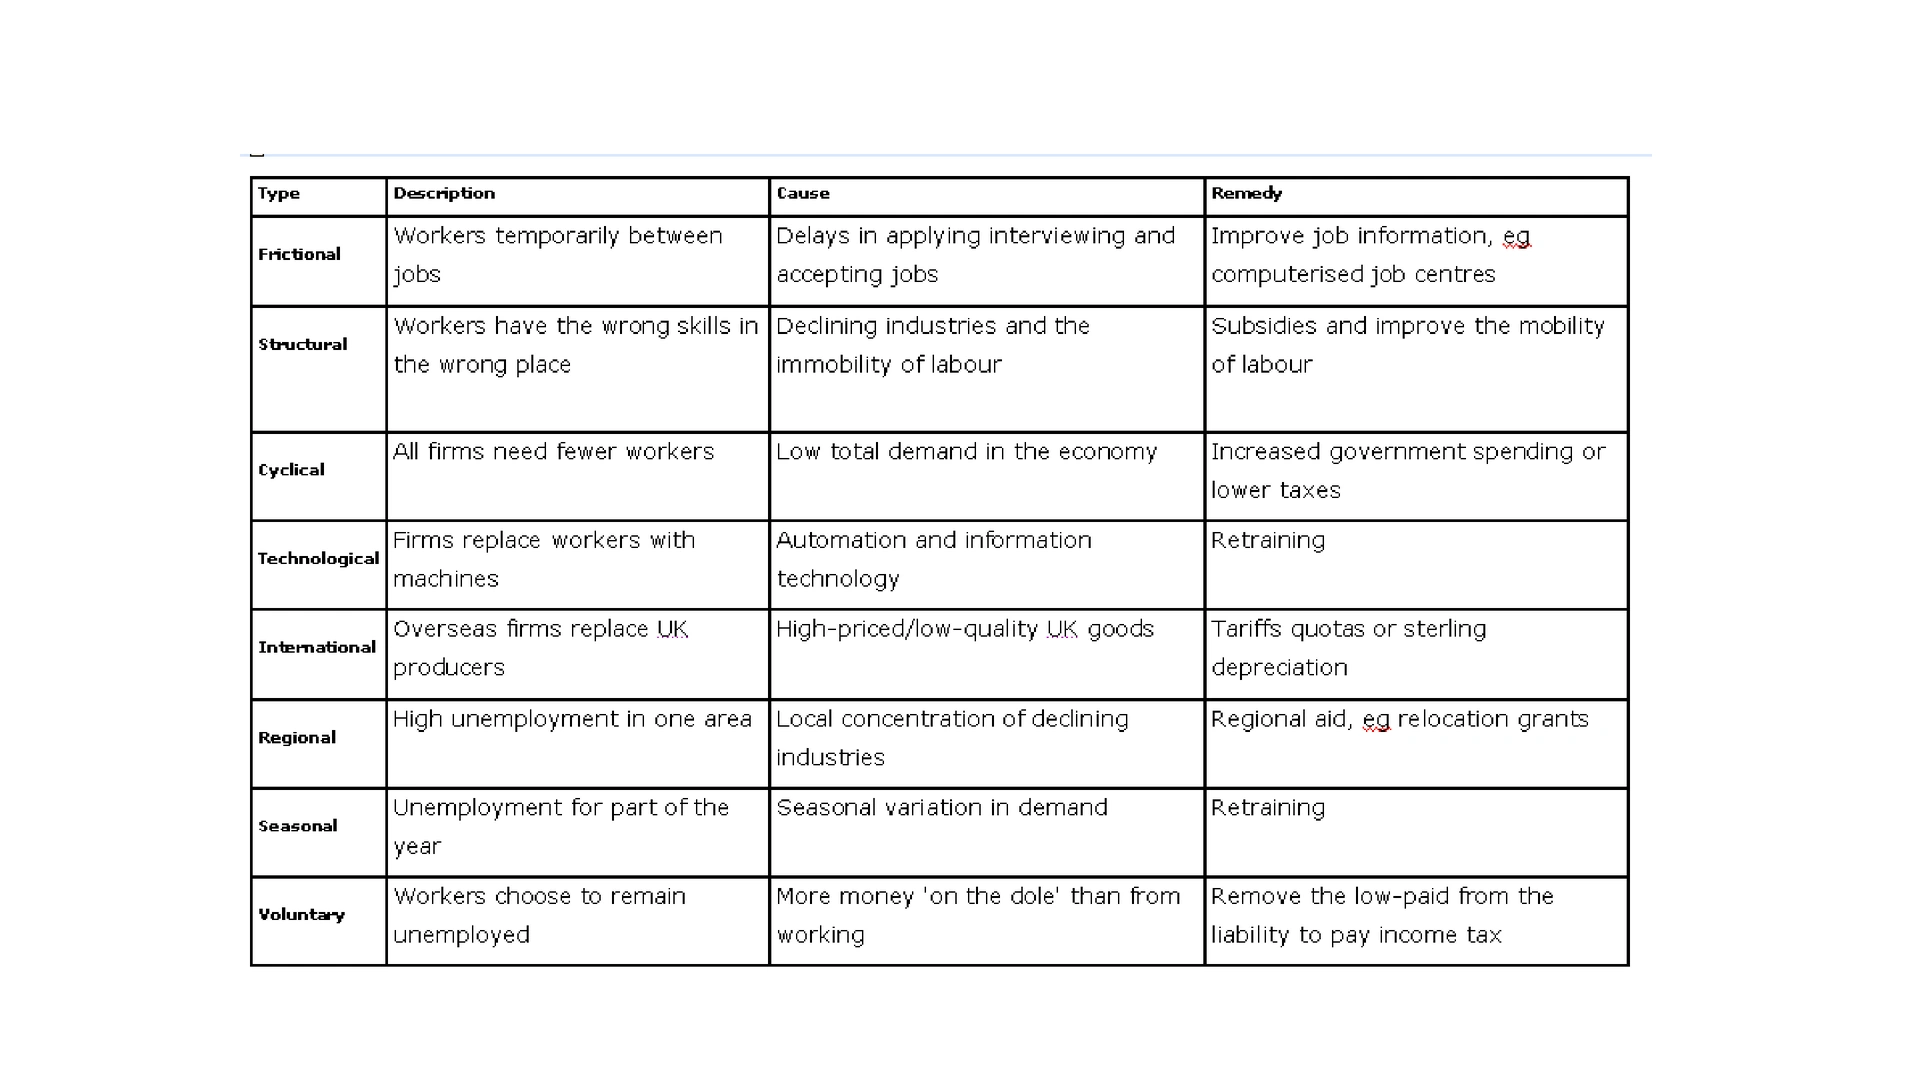 Type Description Cause Remedy
Frictional
Workers temporarily between
jobs
Delays in applying interviewing and
accepting jobs
Improve job information, eg
computerised job centres
Structural
Workers have the wrong skills in
the wrong place
Declining industries and the
immobility of labour
Subsidies and improve the mobility
of labour
Cyclical
All firms need fewer workers
Low total demand in the economy
Increased government spending or
lower taxes
Technological
Firms replace workers with
machines
Automation and information
technology
Retraining
International
Overseas firms replace UK
producers
High-priced/low-quality UK goods
Tariffs quotas or sterling
depreciation
Regional
High unemployment in one area
Local concentration of declining
industries
Regional aid, eg relocation grants
Seasonal
Unemployment for part of the
year
Seasonal variation in demand
Retraining
Voluntary
Workers choose to remain
unemployed
More money 'on the dole' than from
working
Remove the low-paid from the
liability to pay income tax